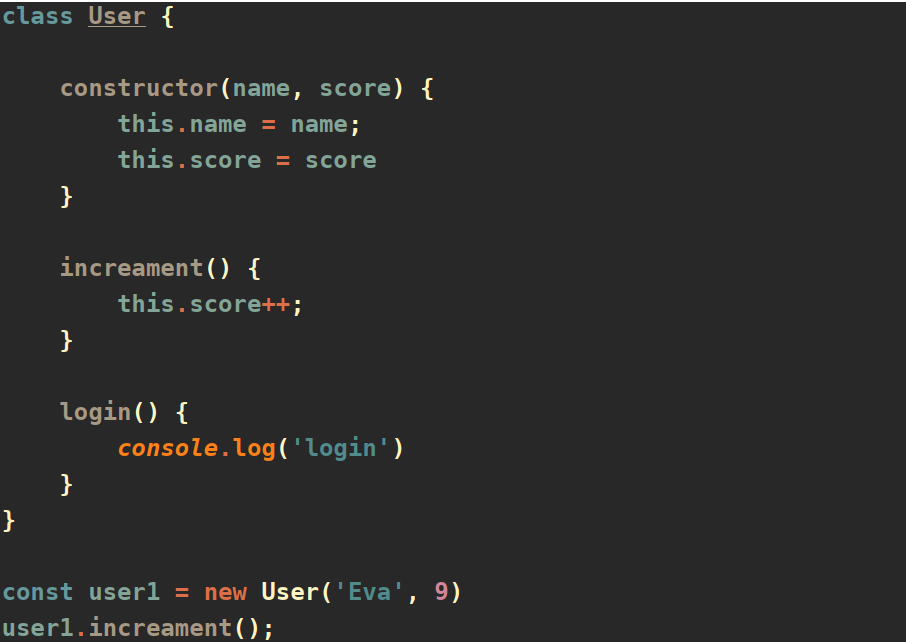 class User {
    constructor(name, score) {
        this.name = name;
        this.score = score
    }
    increament() {
        this.score++;
    }
    login() {
        console.log('login')
    }
}
const user1 = new User('Eva', 9)
user1.increament();